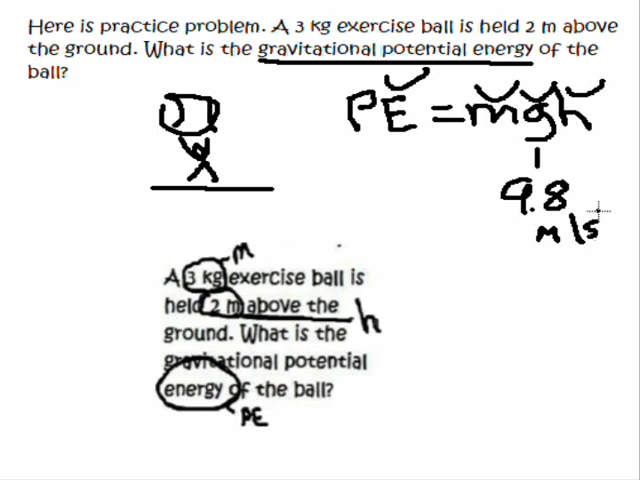 Here is practice problem. A 3 kg exercise ball is held 2 m above
the ground. What is the gravitational potential energy of the
ball?
PE = mgh
9.8
m/s
m
A 3 kg exercise ball is
held 2 m above the
h
ground. What is the
gravitational potential
energy of the ball?
PE